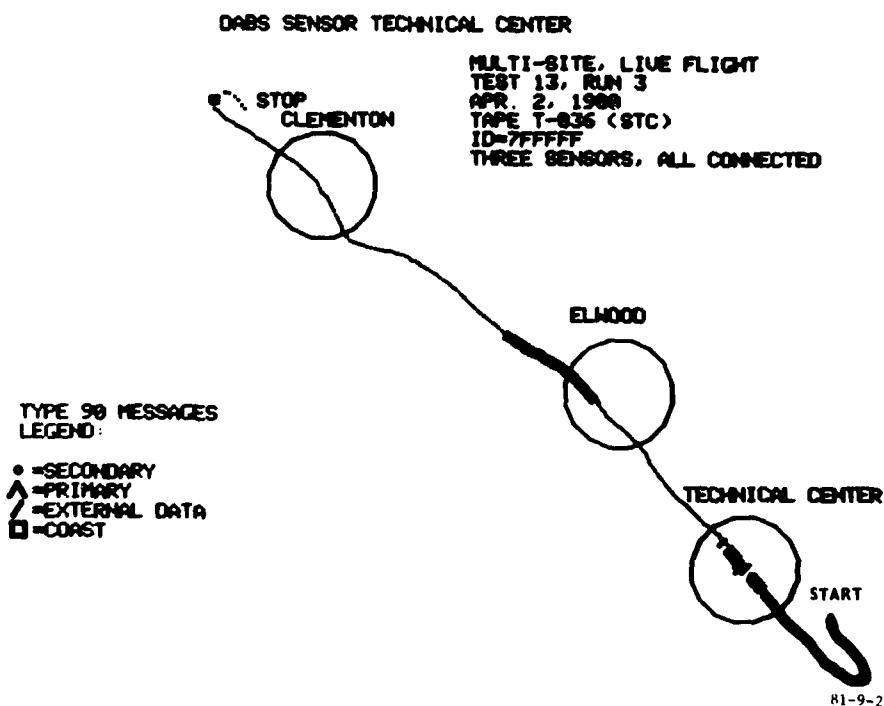 DABS SENSOR TECHNICAL CENTER
MULTI-SITE, LIVE FLIGHT
TEST 13, RUN 3
APR. 2, 1980
TAPE T-036 (STC)
ID=7FFFFF
THREE SENSORS, ALL CONNECTED
STOP
CLEMENTON
ELWOOD
TYPE 90 MESSAGES
LEGEND:
=SECONDARY
=PRIMARY
=EXTERNAL DATA
=COAST
TECHNICAL CENTER
START
81-9-2